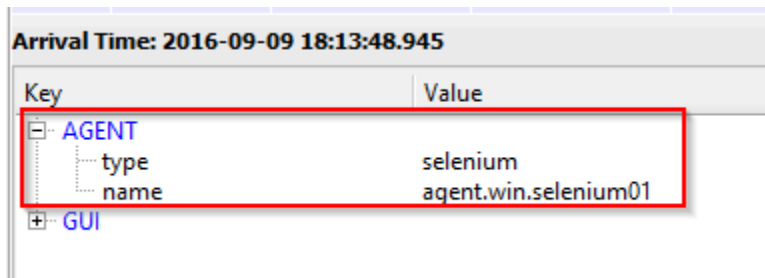 Arrival Time: 2016-09-09 18:13:48.945
Key Value
AGENT
type selenium
name agent.win.selenium01
GUI